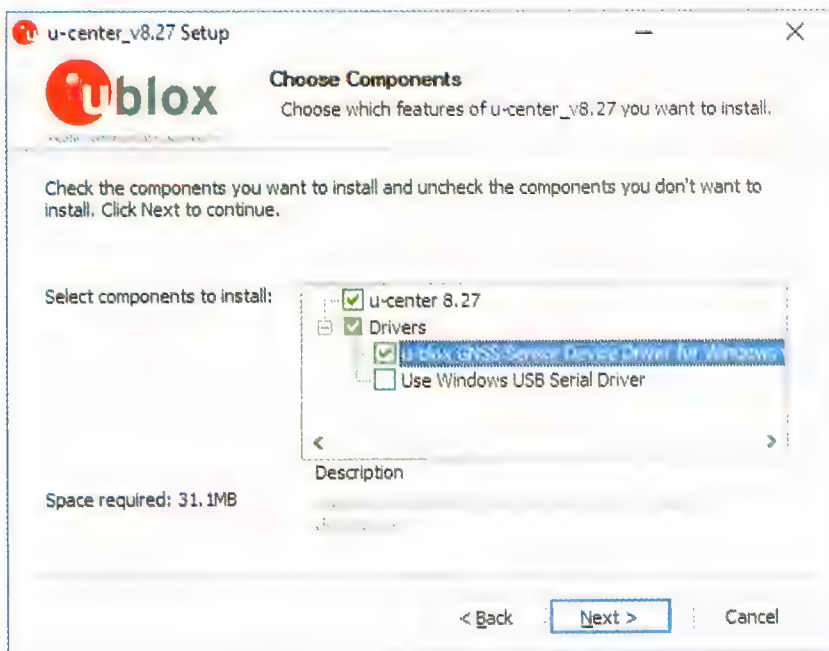 u-center_v8.27 Setup
ublox
Choose Components
Choose which features of u-center_v8.27 you want to install.
Check the components you want to install and uncheck the components you don't want to
install. Click Next to continue.
Select components to install:
u-center 8.27
Drivers
u-blox GNSS Sensor Device Driver for Windows
Use Windows USB Serial Driver
Description
Space required: 31.1MB
< Back
Next >
Cancel